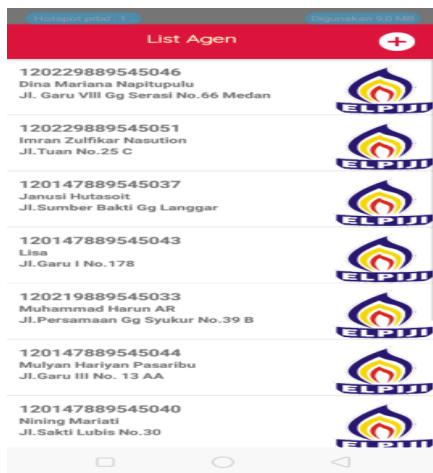 Hotspot prbd : 1
Digunakan 9,0 MB
List Agen
120229889545046
Dina Mariana Napitupulu
Jl. Garu VIII Gg Serasi No.66 Medan
ELPIJI
120229889545051
Imran Zulfikar Nasution
Jl.Tuan No.25 C
ELPIJI
120147889545037
Janusi Hutasoit
Jl.Sumber Bakti Gg Langgar
ELPIJI
120147889545043
Lisa
Jl.Garu I No.178
ELPIJI
120219889545033
Muhammad Harun AR
Jl.Persamaan Gg Syukur No.39 B
ELPIJI
120147889545044
Mulyan Hariyan Pasaribu
Jl.Garu III No. 13 AA
ELPIJI
120147889545040
Nining Mariati
Jl.Sakti Lubis No.30
ELPIJI